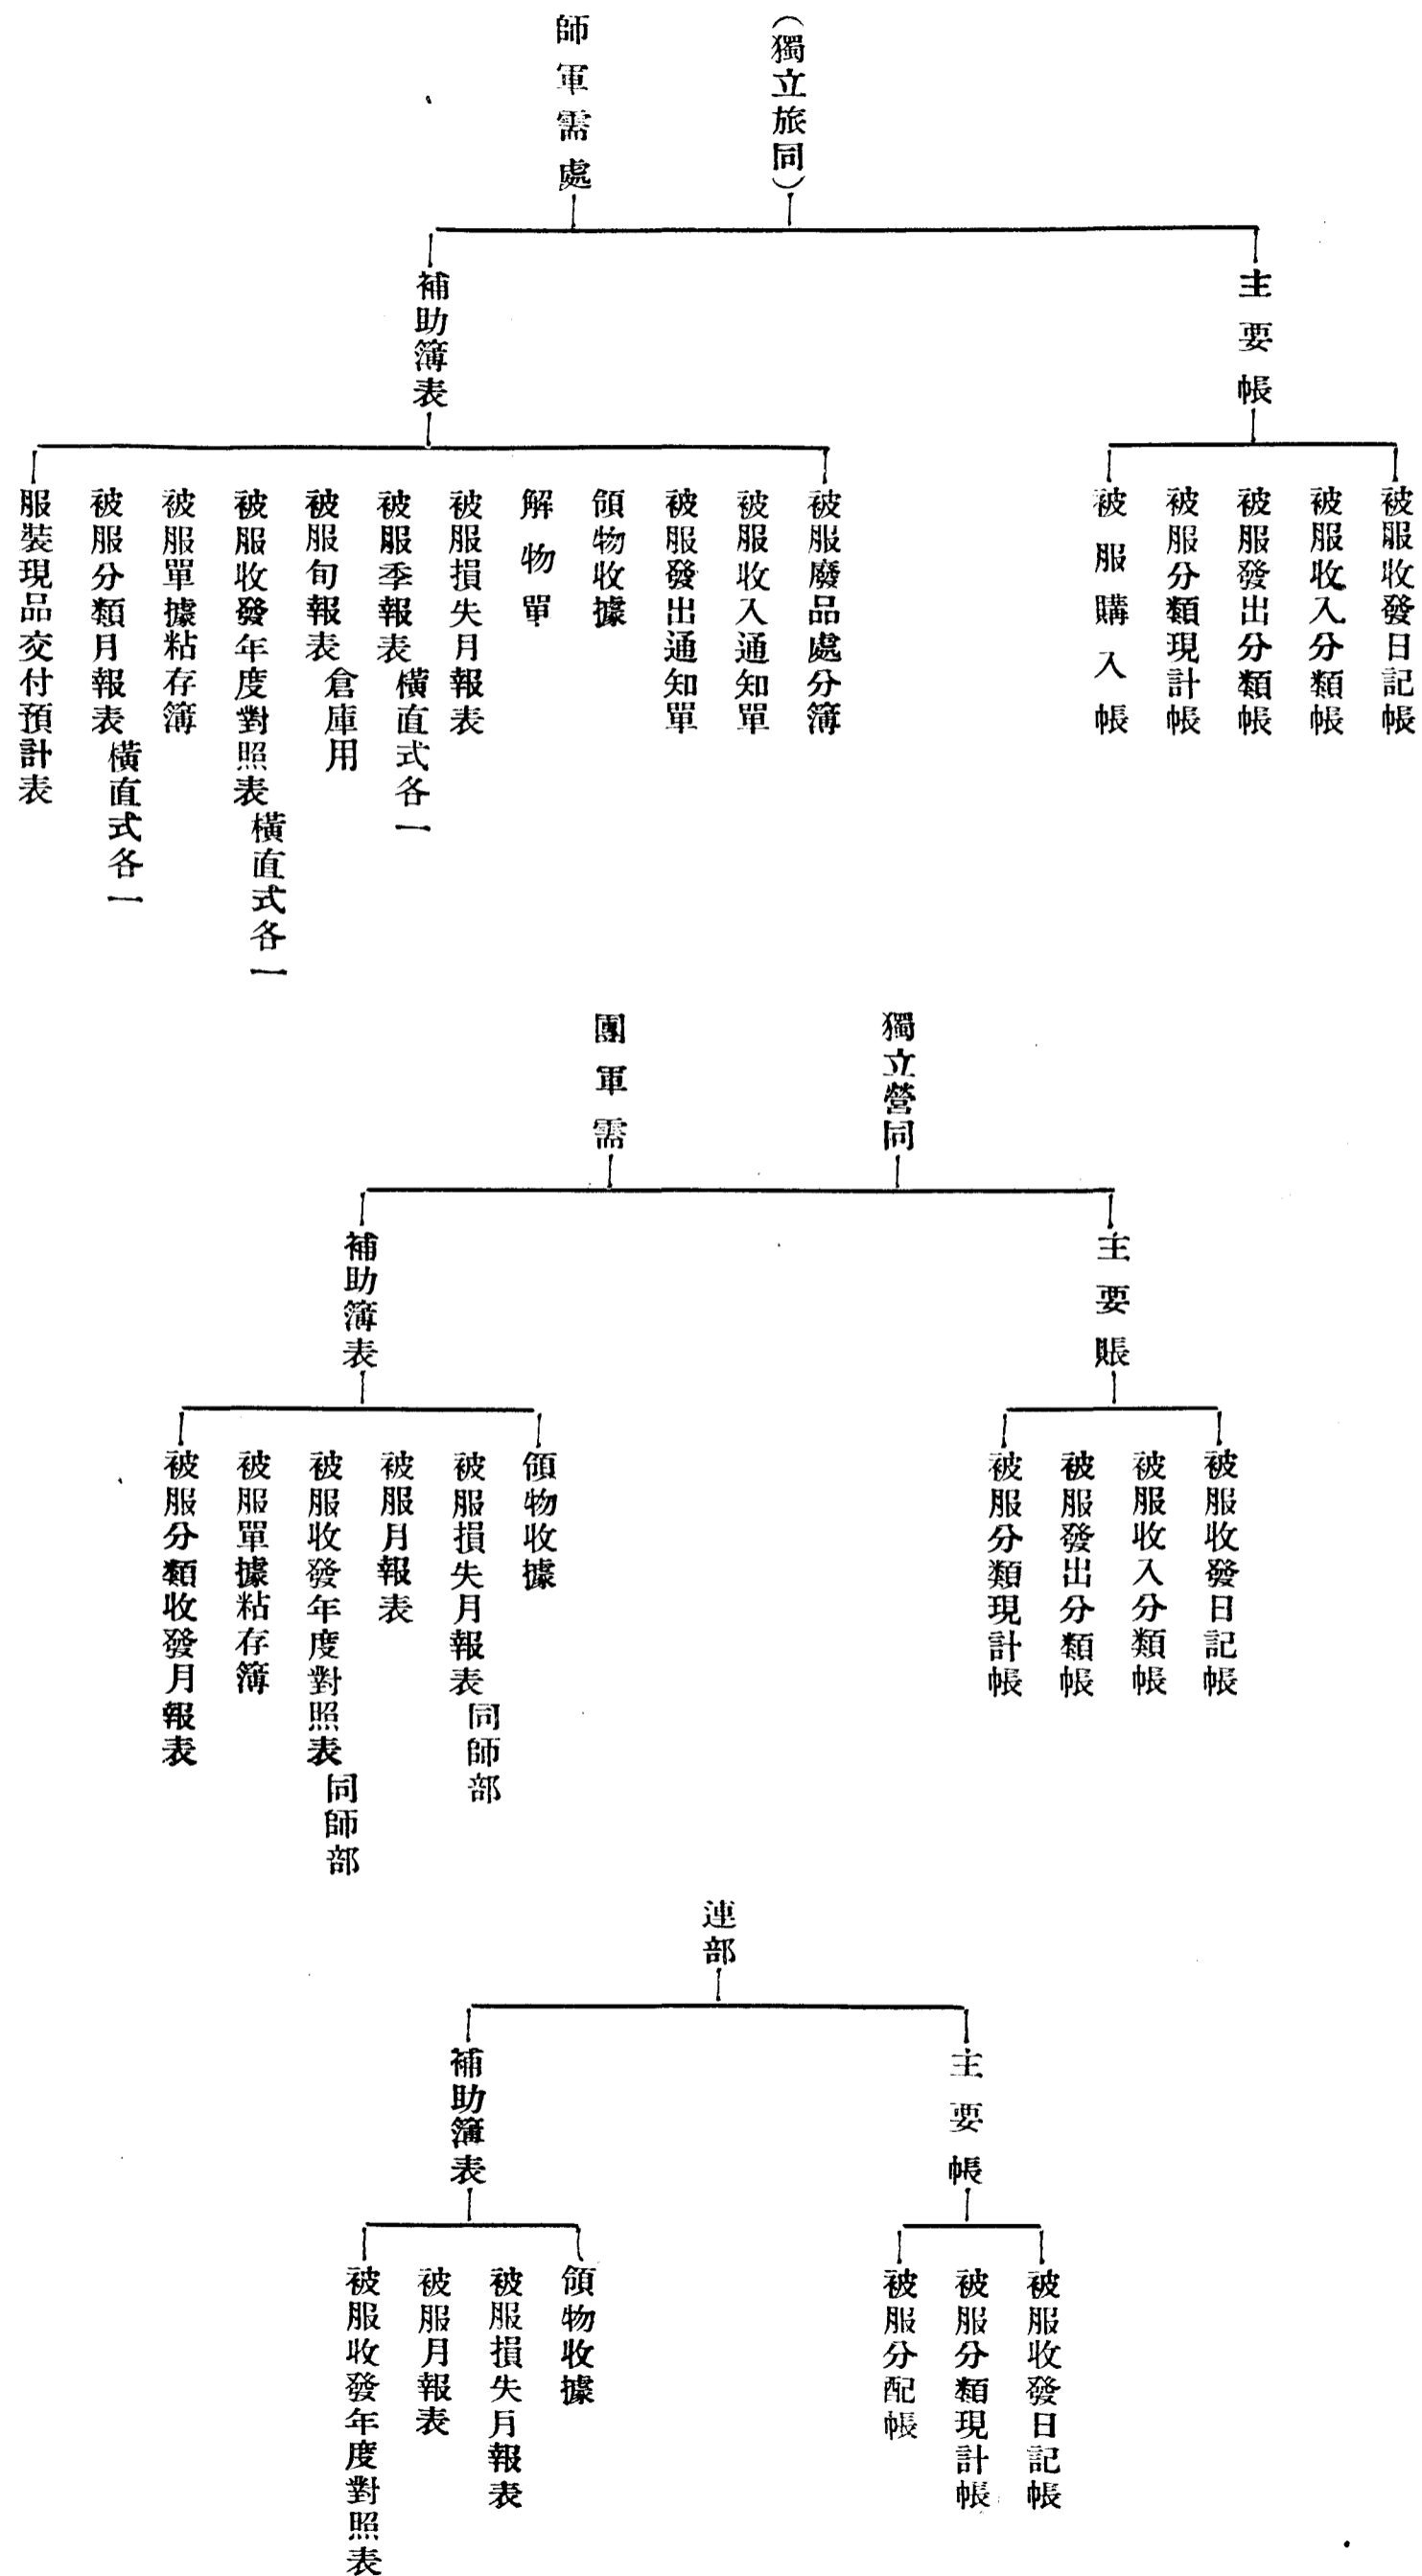 （獨立旅同）
師軍需處
主要帳
被服收發日記帳
被服收入分類帳
被服發出分類帳
被服分類現計帳
被服購入帳
補助簿表
被服廢品處分簿
被服收入通知單
被服發出通知單
領物收據
解物單
被服損失月報表
被服季報表橫直式各一
被服旬報表倉庫用
被服收發年度對照表橫直式各一
被服單據粘存簿
被服分類月報表橫直式各一
服裝現品交付預計表
獨立營同
團軍需
主要賬
被服收發日記帳
被服收入分類帳
被服發出分類帳
被服分類現計帳
補助簿表
領物收據
被服損失月報表同師部
被服月報表
被服收發年度對照表同師部
被服單據粘存簿
被服分類收發月報表
連部
主要帳
被服收發日記帳
被服分類現計帳
被服分配帳
補助簿表
領物收據
被服損失月報表
被服月報表
被服收發年度對照表